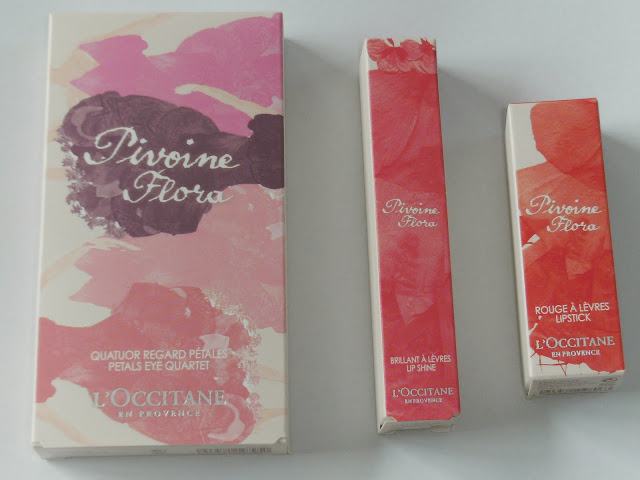 Pivoine
Flora
QUATUOR REGARD PÉTALES
PETALS EYE QUARTET
L'OCCITANE
EN PROVENCE
Pivoine
Flora
BRILLANT À LÈVRES
LIP SHINE
L'OCCITANE
EN PROVENCE
Pivoine
Flora
ROUGE À LÈVRES
LIPSTICK
L'OCCITANE
EN PROVENCE